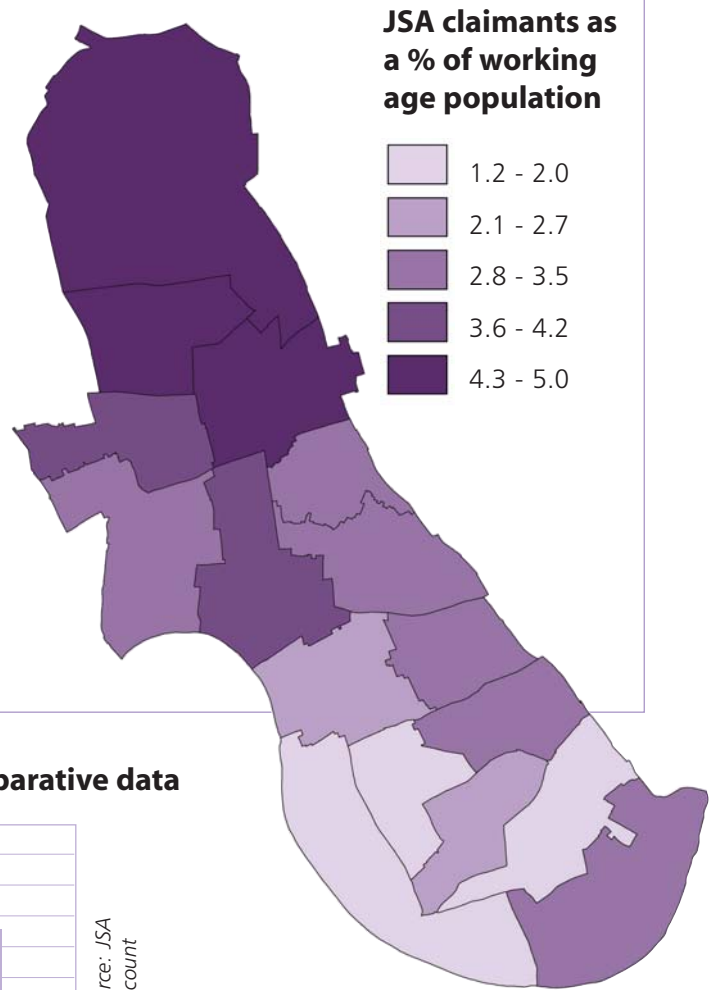 JSA claimants as
a % of working
age population
1.2 - 2.0
2.1 - 2.7
2.8 - 3.5
3.6 - 4.2
4.3 - 5.0
parative data
rce: JSA
count